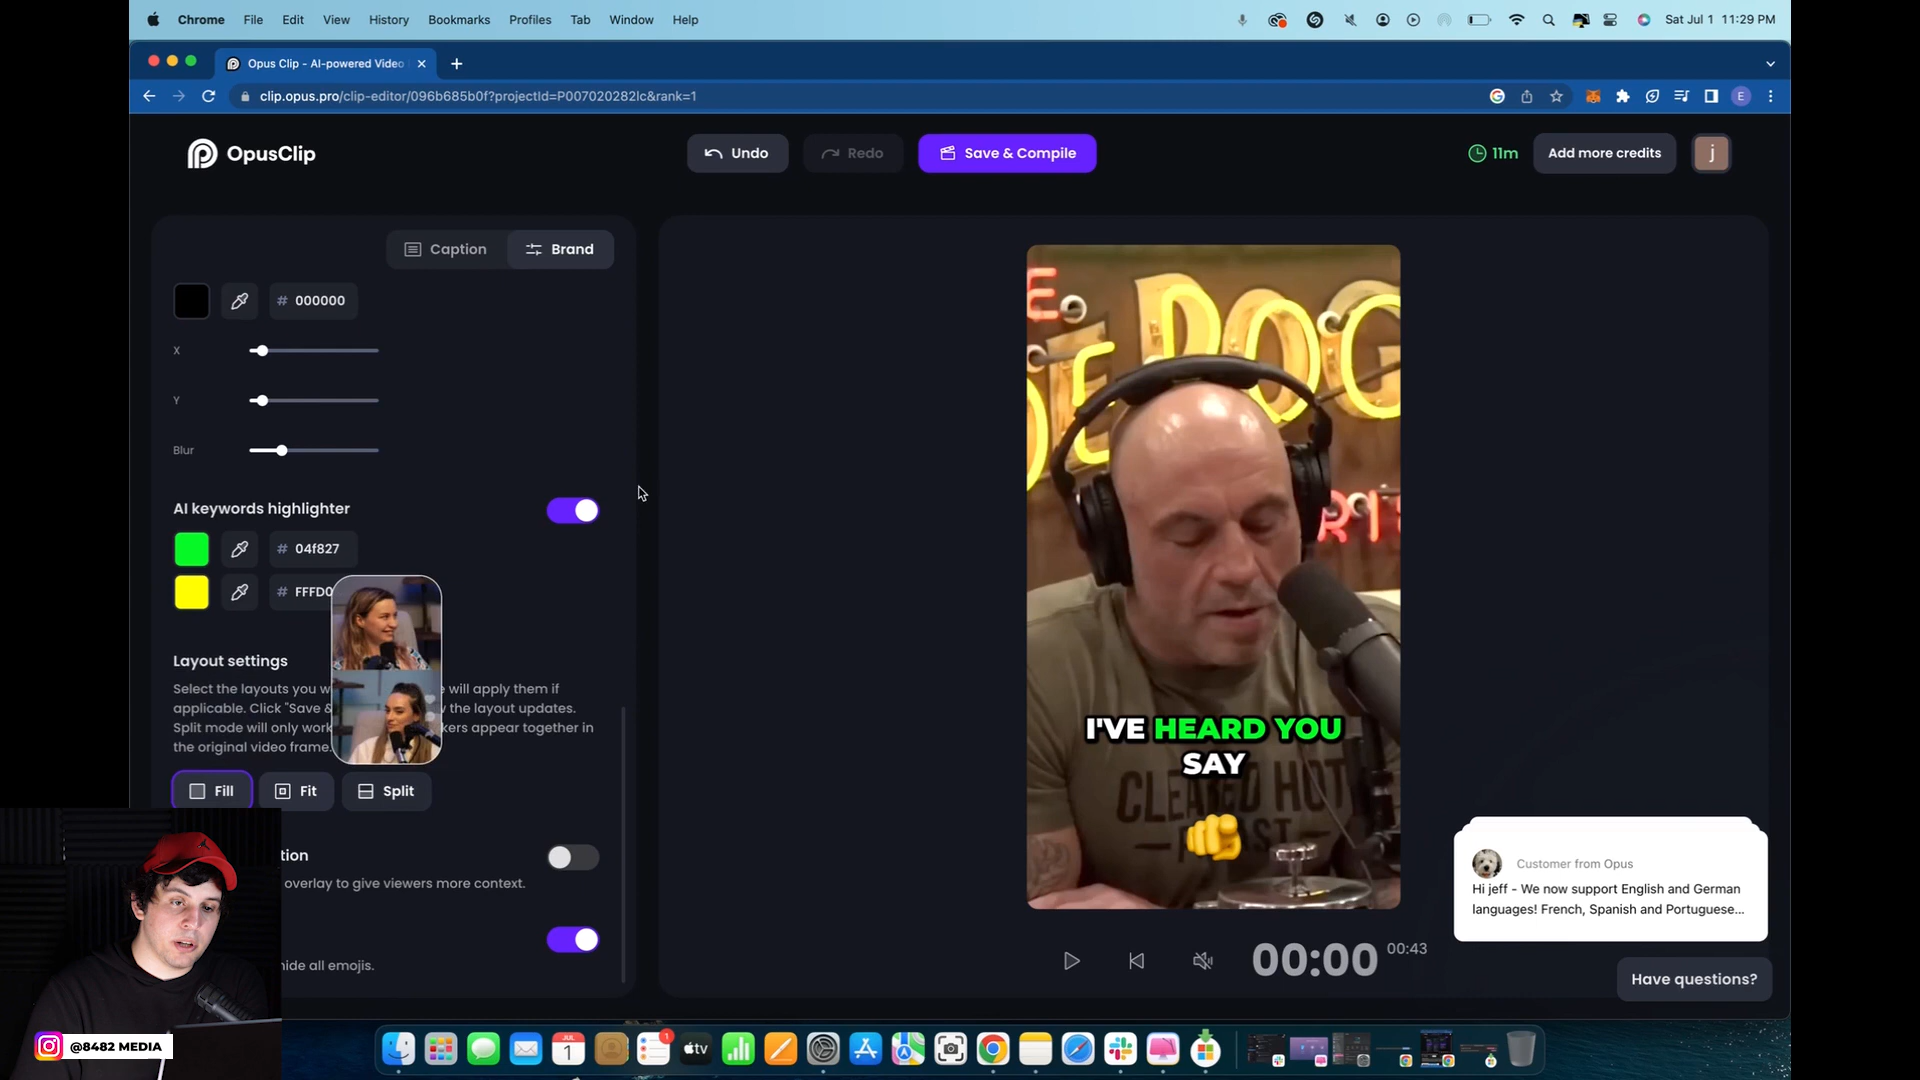 Chrome File Edit View History Bookmarks Profiles Tab Window Help
Sat Jul 1 11:29 PM
Opus Clip - AI-powered Video
clip.opus.pro/clip-editor/096b685b0f?projectId=P007020282lc&rank=1
E
OpusClip
Undo
Redo
Save & Compile
11m
Add more credits
j
Caption
Brand
# 000000
X
Y
Blur
AI keywords highlighter
# 04f827
# FFFD0
Layout settings
Select the layouts you w will apply them if
applicable. Click "Save & w the layout updates.
Split mode will only work kers appear together in
the original video frame.
Fill
Fit
Split
tion
overlay to give viewers more context.
hide all emojis.
I'VE HEARD YOU
SAY
00:00
00:43
Customer from Opus
Hi jeff - We now support English and German
languages! French, Spanish and Portuguese...
Have questions?
@8482 MEDIA
JUL
1
1
tv